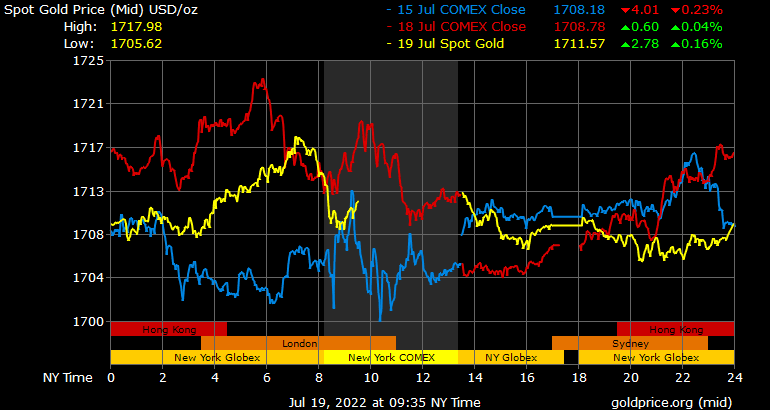 Spot Gold Price (Mid) USD/oz
High: 1717.98
Low: 1705.62
- 15 Jul COMEX Close 1708.18 ▼4.01 ▼0.23%
- 18 Jul COMEX Close 1708.78 ▲0.60 ▲0.04%
- 19 Jul Spot Gold 1711.57 ▲2.78 ▲0.16%
1725
1721
1717
1713
1708
1704
1700
Hong Kong Hong Kong
London Sydney
New York Globex New York COMEX NY Globex New York Globex
NY Time 0 2 4 6 8 10 12 14 16 18 20 22 24
Jul 19, 2022 at 09:35 NY Time goldprice.org (mid)